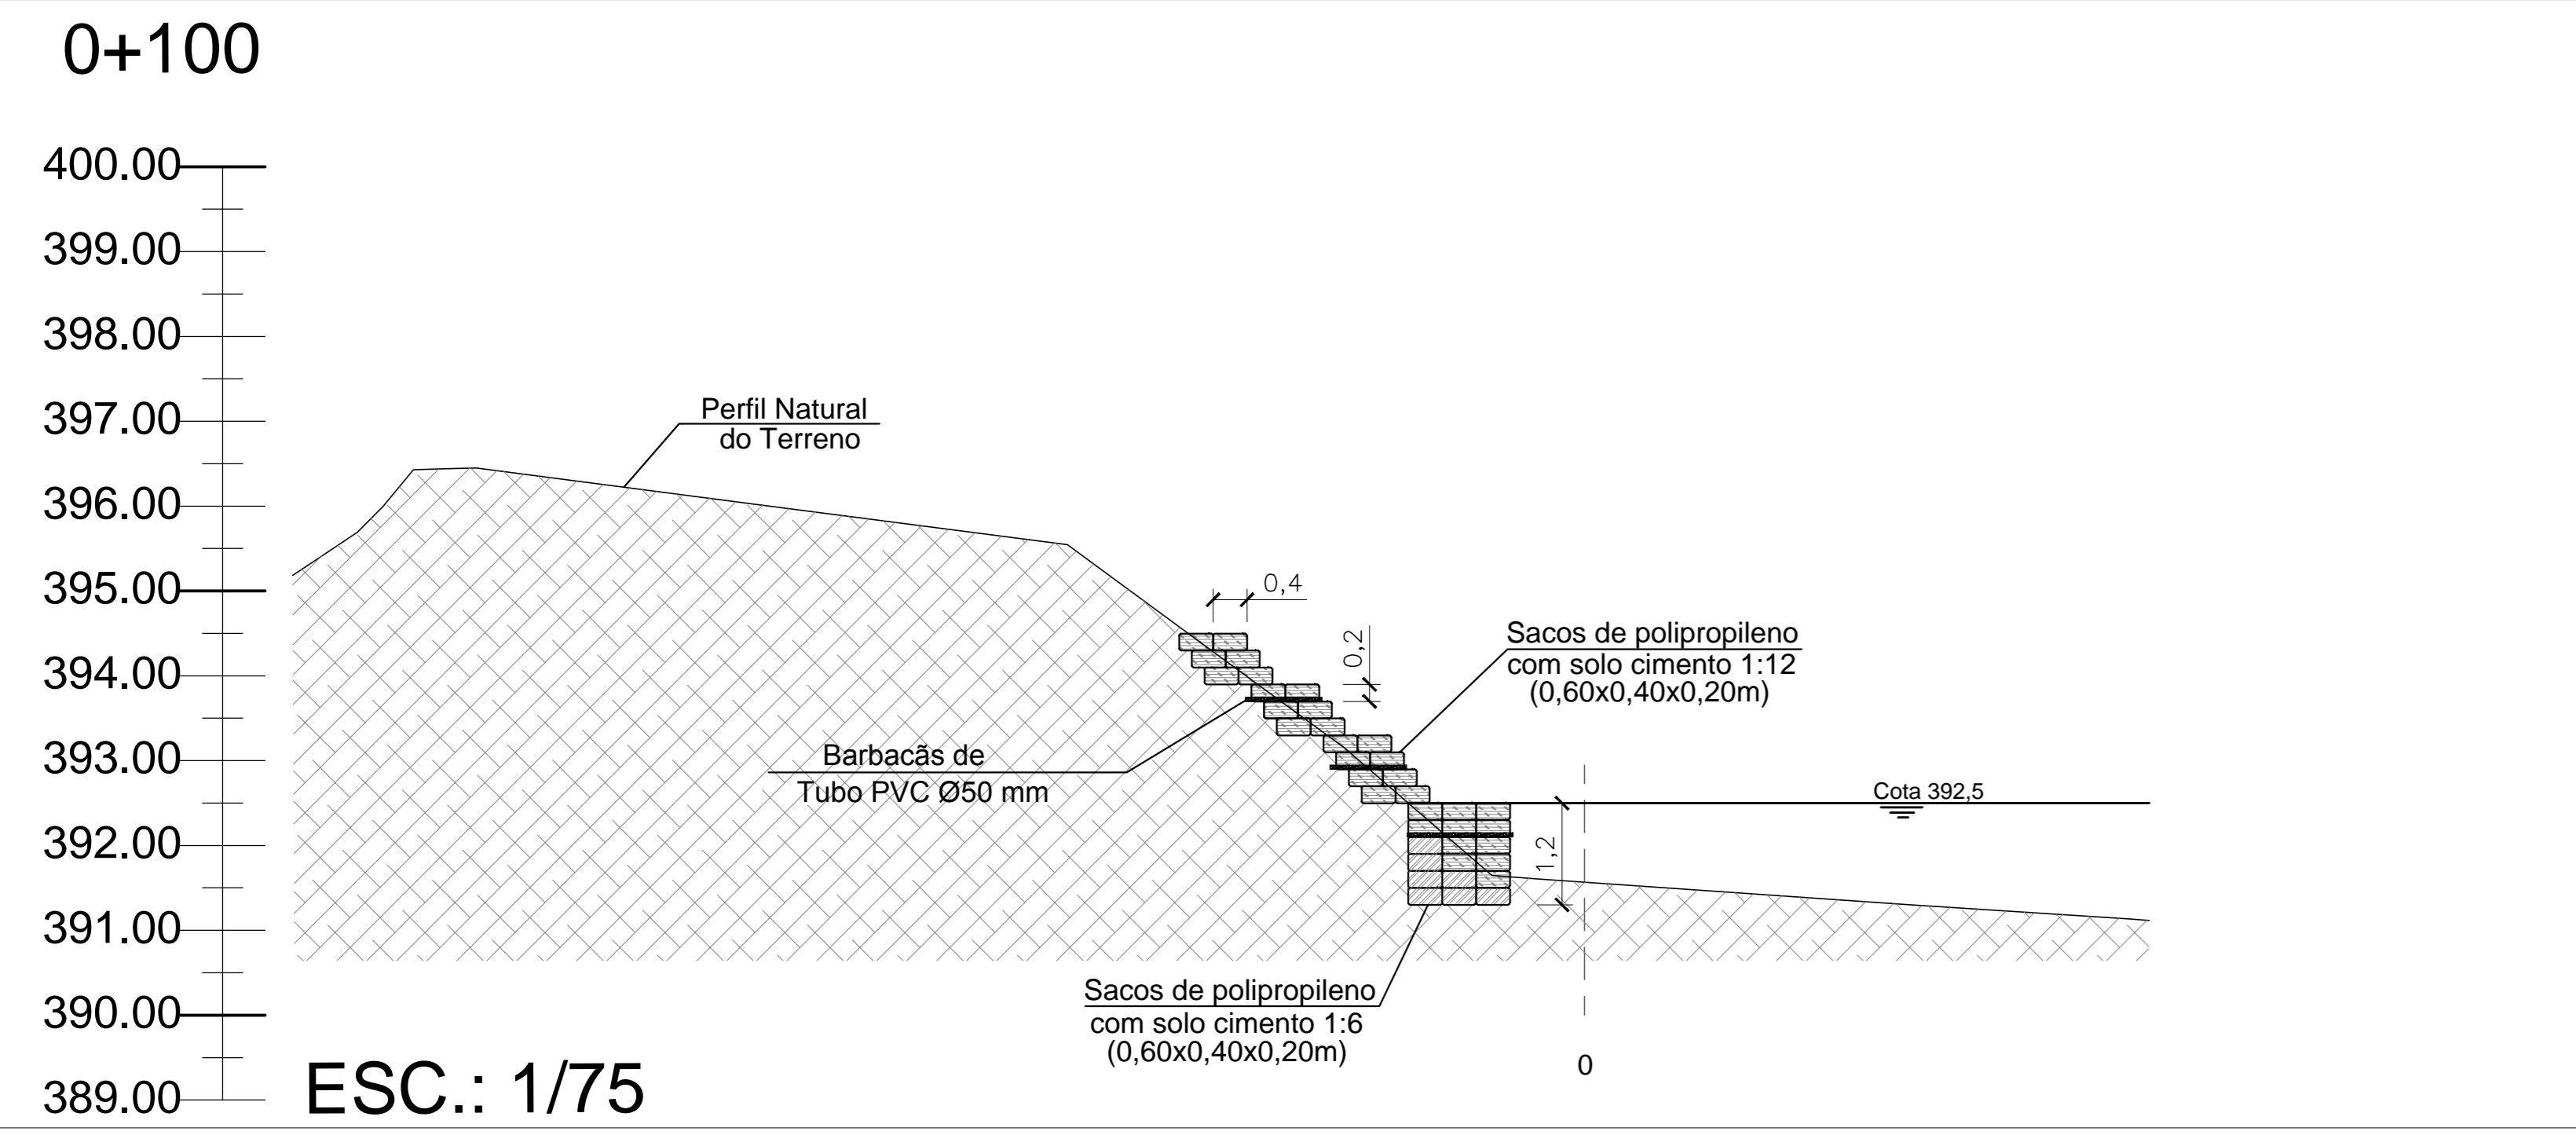 0+100
400.00
399.00
398.00
397.00
396.00
395.00
394.00
393.00
392.00
391.00
390.00
389.00
Perfil Natural
do Terreno
0,4
0,2
Sacos de polipropileno
com solo cimento 1:12
(0,60x0,40x0,20m)
Barbacãs de
Tubo PVC Ø50 mm
Cota 392,5
1,2
Sacos de polipropileno
com solo cimento 1:6
(0,60x0,40x0,20m)
0
ESC.: 1/75